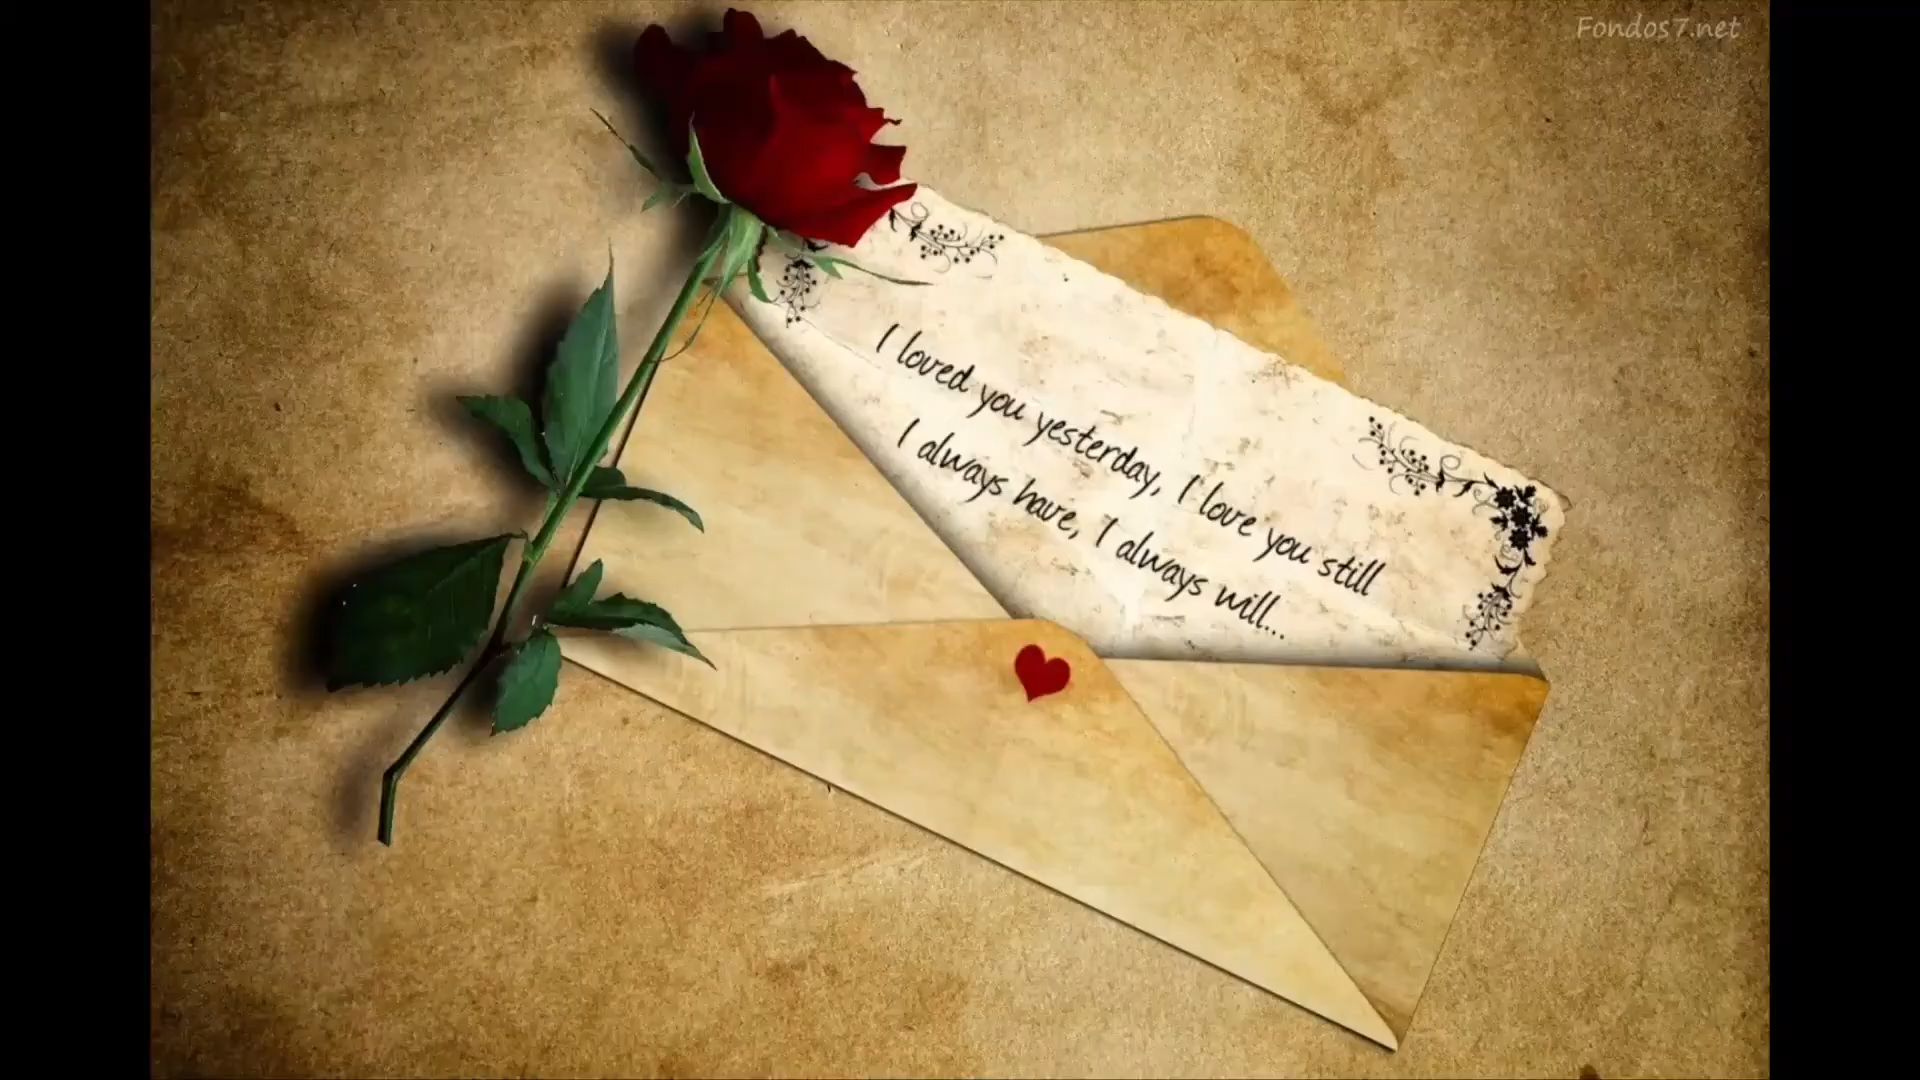 Fondos7.net
I loved you yesterday, I love you still
I always have, I always will...